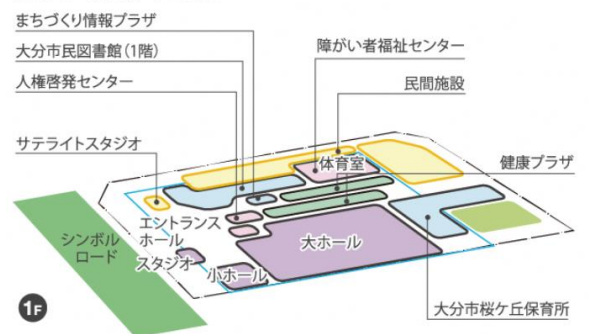 まちづくり情報プラザ
大分市民図書館(1階)
人権啓発センター
障がい者福祉センター
民間施設
サテライトスタジオ
体育室
健康プラザ
エントランス
ホール
シンボル
ロード
スタジオ
小ホール
大ホール
大分市桜ケ丘保育所
1F